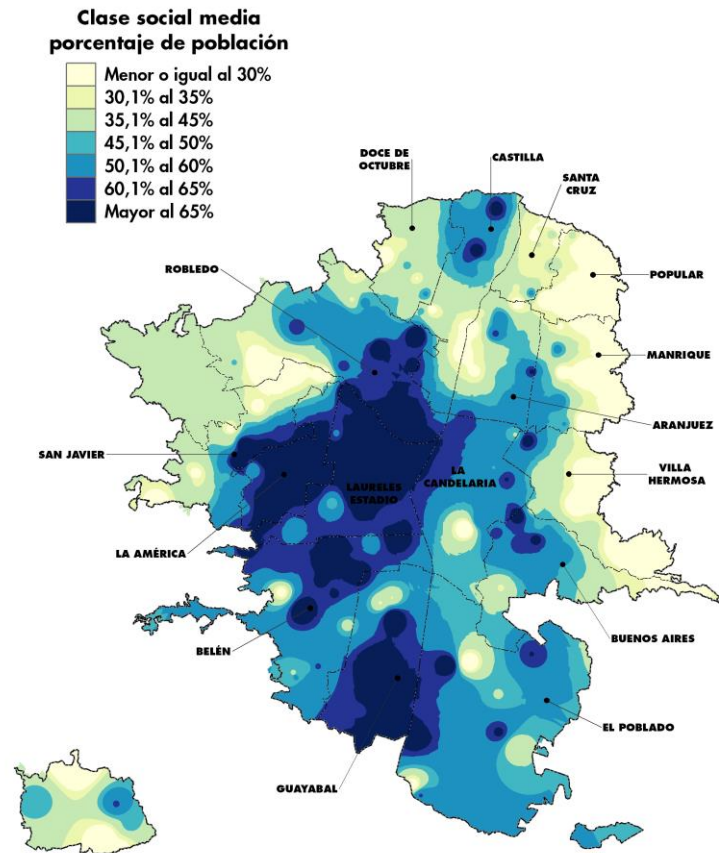 Clase social media
porcentaje de población
Menor o igual al 30%
30,1% al 35%
35,1% al 45%
45,1% al 50%
50,1% al 60%
60,1% al 65%
Mayor al 65%
DOCE DE
OCTUBRE
CASTILLA
SANTA
CRUZ
ROBLEDO
POPULAR
MANRIQUE
ARANJUEZ
SAN JAVIER
VILLA
HERMOSA
LA
CANDELARIA
LAURELES
ESTADIO
LA AMÉRICA
BELÉN
BUENOS AIRES
EL POBLADO
GUAYABAL